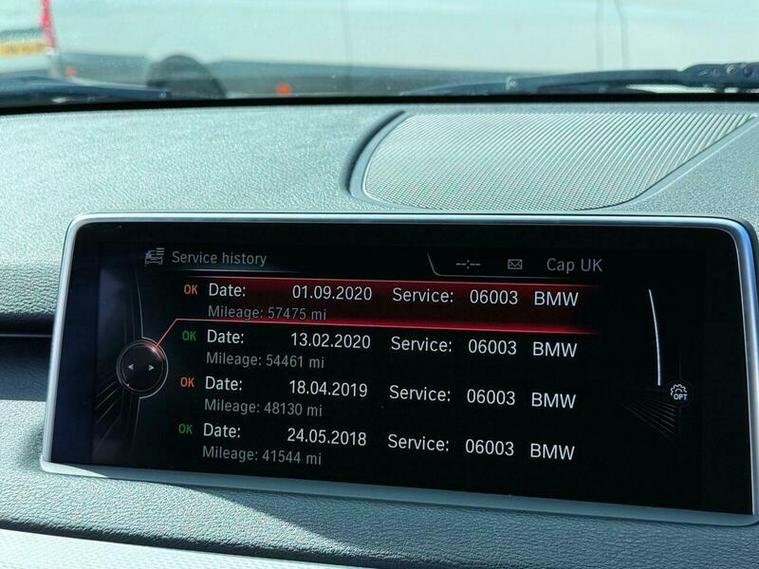 Service history --:-- Cap UK
OK Date: 01.09.2020 Service: 06003 BMW
Mileage: 57475 mi
OK Date: 13.02.2020 Service: 06003 BMW
Mileage: 54461 mi
OK Date: 18.04.2019 Service: 06003 BMW
Mileage: 48130 mi
OPT
OK Date: 24.05.2018 Service: 06003 BMW
Mileage: 41544 mi